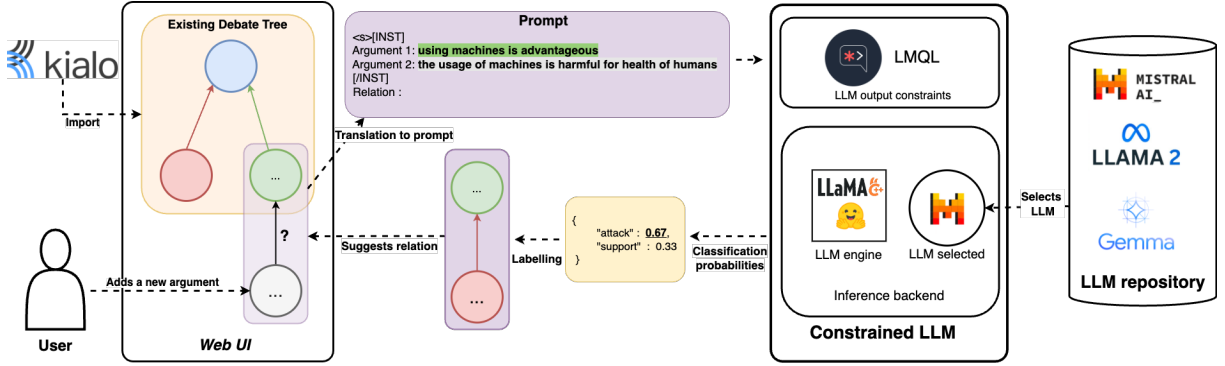 kialo
Import
Existing Debate Tree
...
?
...
Adds a new argument
User
Web UI
Translation to prompt
Prompt
<s>[INST]
Argument 1: using machines is advantageous
Argument 2: the usage of machines is harmful for health of humans
[/INST]
Relation :
Suggests relation
...
...
Labelling
{
"attack" : 0.67,
"support" : 0.33
}
Classification
probabilities
*>
LMQL
LLM output constraints
LLaMA C++
LLM engine
LLM selected
Inference backend
Constrained LLM
Selects
LLM
MISTRAL
AI_
LLAMA 2
Gemma
LLM repository